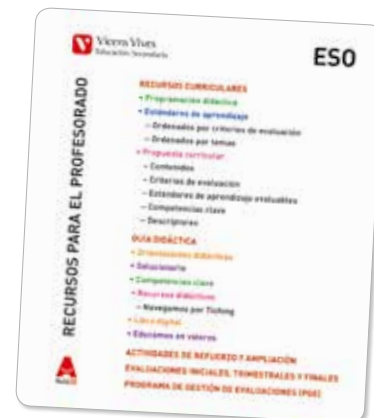 Vicens Vives
Educación Secundaria
ESO
RECURSOS PARA EL PROFESORADO
RECURSOS CURRICULARES
• Programación didáctica
• Estándares de aprendizaje
– Ordenados por criterios de evaluación
– Ordenados por temas
• Propuesta curricular
– Contenidos
– Criterios de evaluación
– Estándares de aprendizaje evaluables
– Competencias clave
– Descriptores
GUÍA DIDÁCTICA
• Orientaciones didácticas
• Solucionario
• Competencias clave
• Recursos didácticos
– Navegamos por Tiching
• Libro digital
• Educamos en valores
ACTIVIDADES DE REFUERZO Y AMPLIACIÓN
EVALUACIONES INICIALES, TRIMESTRALES Y FINALES
PROGRAMA DE GESTIÓN DE EVALUACIONES (PGE)